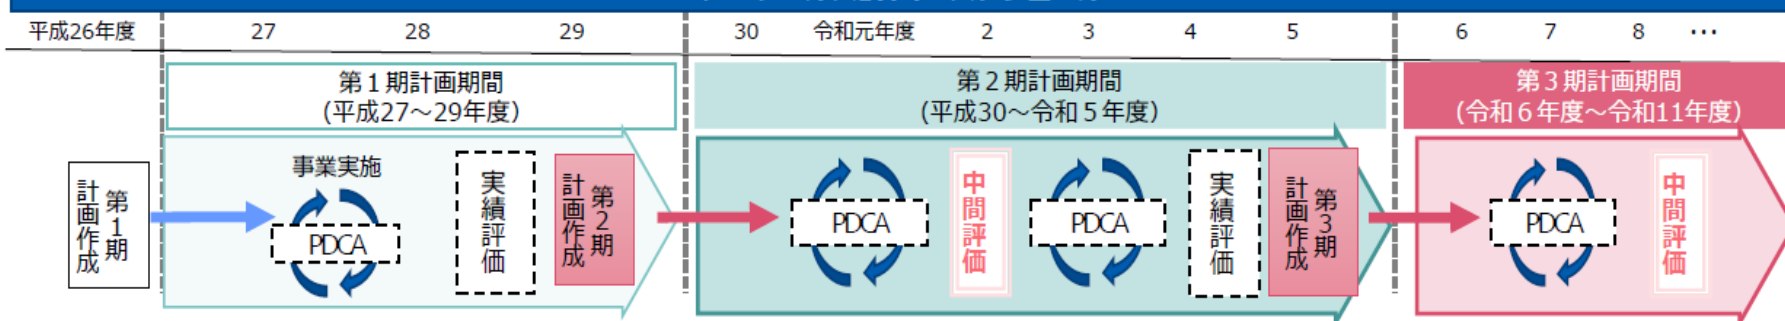 平成26年度 27 28 29 30 令和元年度 2 3 4 5 6 7 8 …
第1期計画期間
(平成27～29年度)
第2期計画期間
(平成30～令和5年度)
第3期計画期間
(令和6年度～令和11年度)
第1期
計画作成
事業実施
PDCA
実績評価
第2期
計画作成
PDCA
中間評価
PDCA
実績評価
第3期
計画作成
PDCA
中間評価